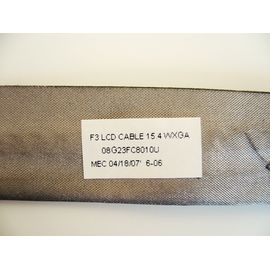 F3 LCD CABLE 15.4 WXGA
08G23FC8010U
MEC 04/18/07' 6-06